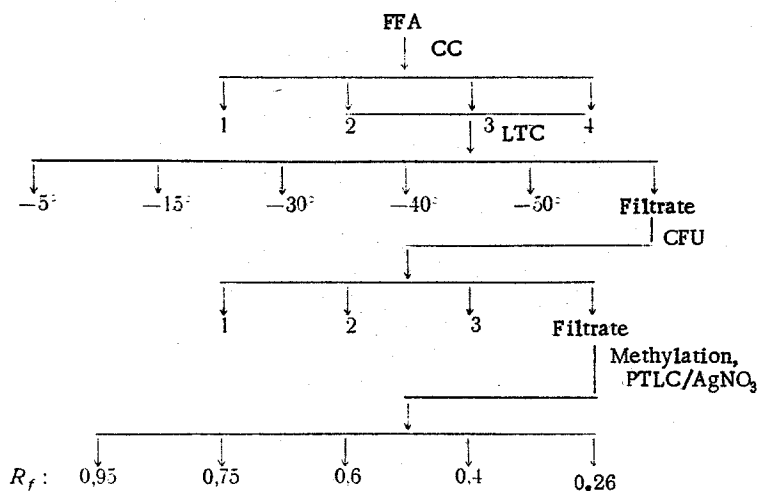 FFA
CC
1 2 3 4
LTC
—5° —15° —30° —40° —50° Filtrate
CFU
1 2 3 Filtrate
Methylation,
PTLC/AgNO₃
R_f : 0,95 0,75 0,6 0,4 0.26